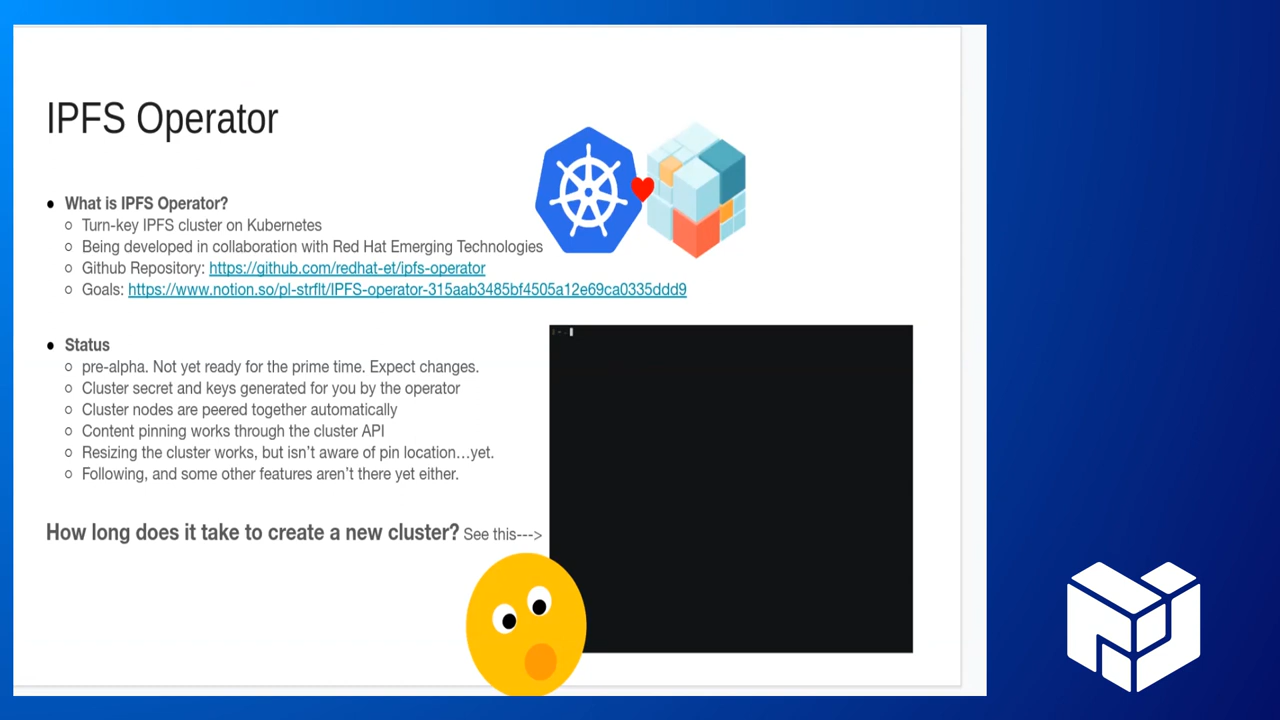 IPFS Operator
● What is IPFS Operator?
○ Turn-key IPFS cluster on Kubernetes
○ Being developed in collaboration with Red Hat Emerging Technologies
○ Github Repository: https://github.com/redhat-et/ipfs-operator
○ Goals: https://www.notion.so/pl-strflt/IPFS-operator-315aab3485bf4505a12e69ca0335ddd9
● Status
○ pre-alpha. Not yet ready for the prime time. Expect changes.
○ Cluster secret and keys generated for you by the operator
○ Cluster nodes are peered together automatically
○ Content pinning works through the cluster API
○ Resizing the cluster works, but isn’t aware of pin location…yet.
○ Following, and some other features aren’t there yet either.
How long does it take to create a new cluster? See this--->